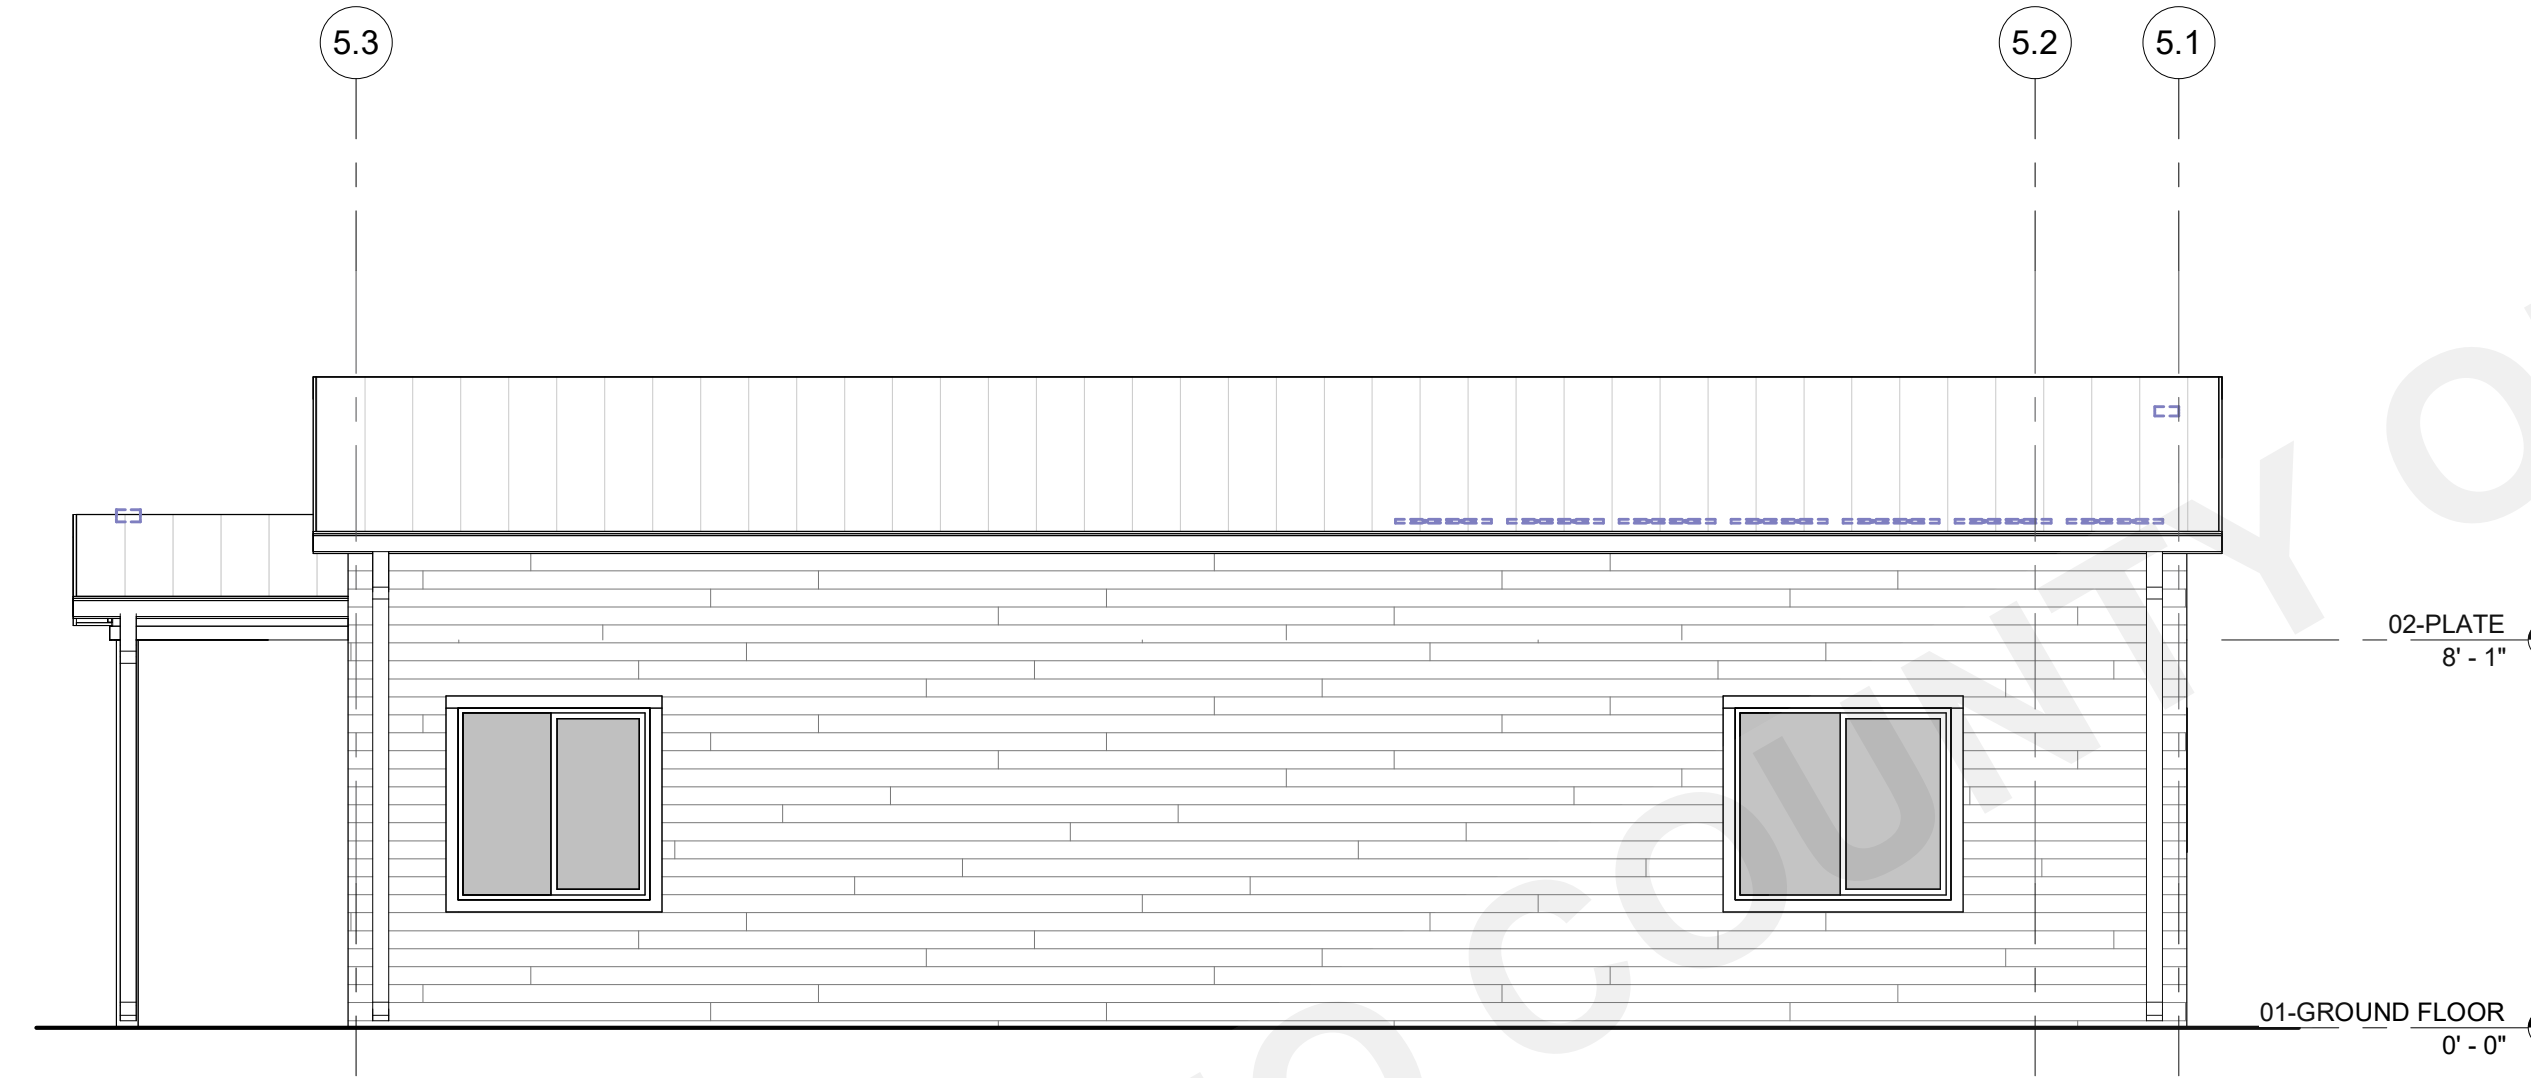 5.3
5.2
5.1
02-PLATE
8' - 1"
01-GROUND FLOOR
0' - 0"
COUNTY O